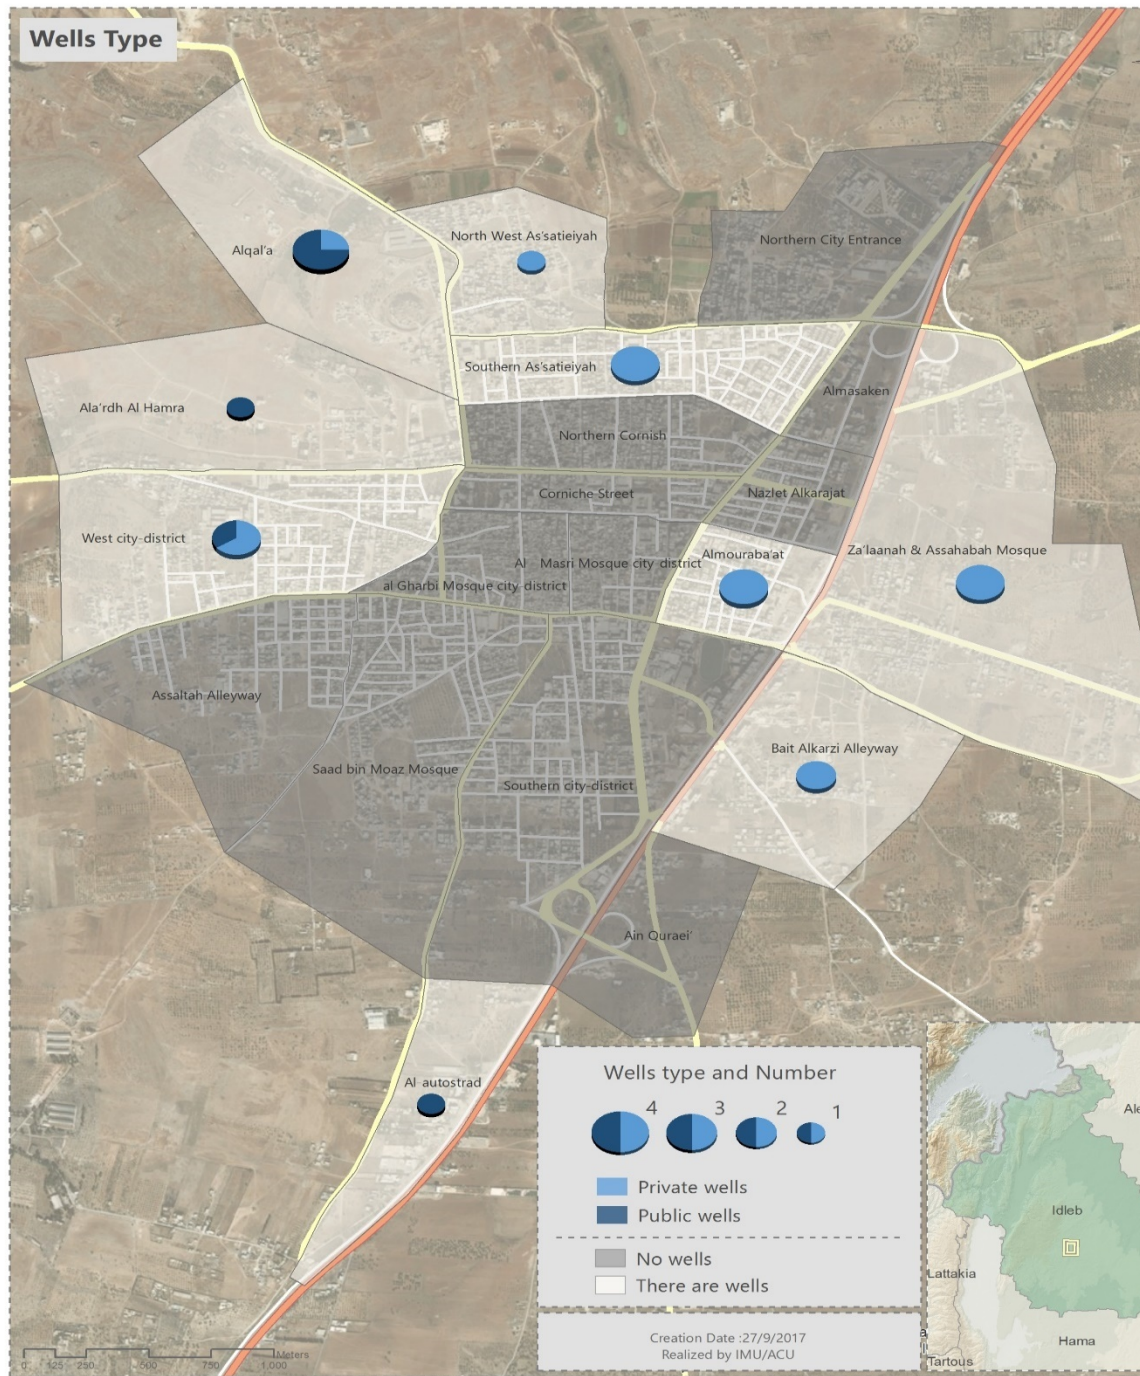 Wells Type
North West As'satieiyah
Northern City Entrance
Alqal'a
Southern As'satieiyah
Almasaken
Ala'rdh Al Hamra
Northern Cornish
Corniche Street
Nazlet Alkarajat
West city-district
Al Masri Mosque city-district
Almouraba'at
Za'laanah & Assahabah Mosque
al Gharbi Mosque city-district
Assaltah Alleyway
Bait Alkarzi Alleyway
Saad bin Moaz Mosque
Southern city-district
Ain Quraei'
Al autostrad
Wells type and Number
4 3 2 1
Private wells
Public wells
No wells
There are wells
Creation Date :27/9/2017
Realized by IMU/ACU
Idleb
Lattakia
Hama
Tartous
0 125 250 500 750 1,000
Meters